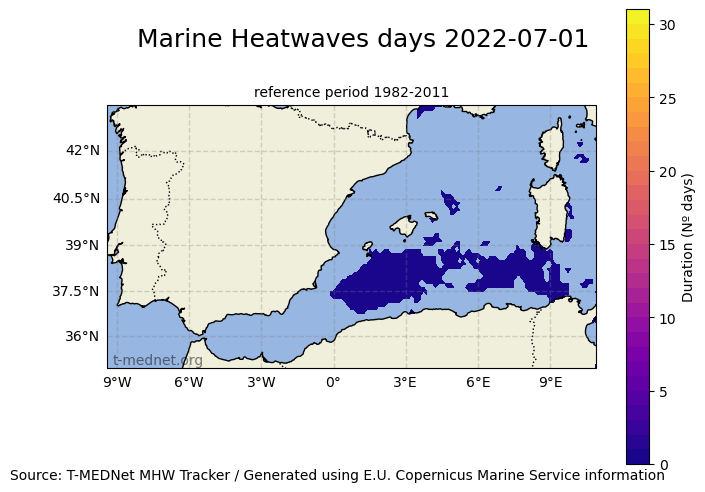 Marine Heatwaves days 2022-07-01
reference period 1982-2011
42°N
40.5°N
39°N
37.5°N
36°N
t-mednet.org
9°W 6°W 3°W 0° 3°E 6°E 9°E
30
25
20
15
10
5
0
Duration (Nº days)
Source: T-MEDNet MHW Tracker / Generated using E.U. Copernicus Marine Service information